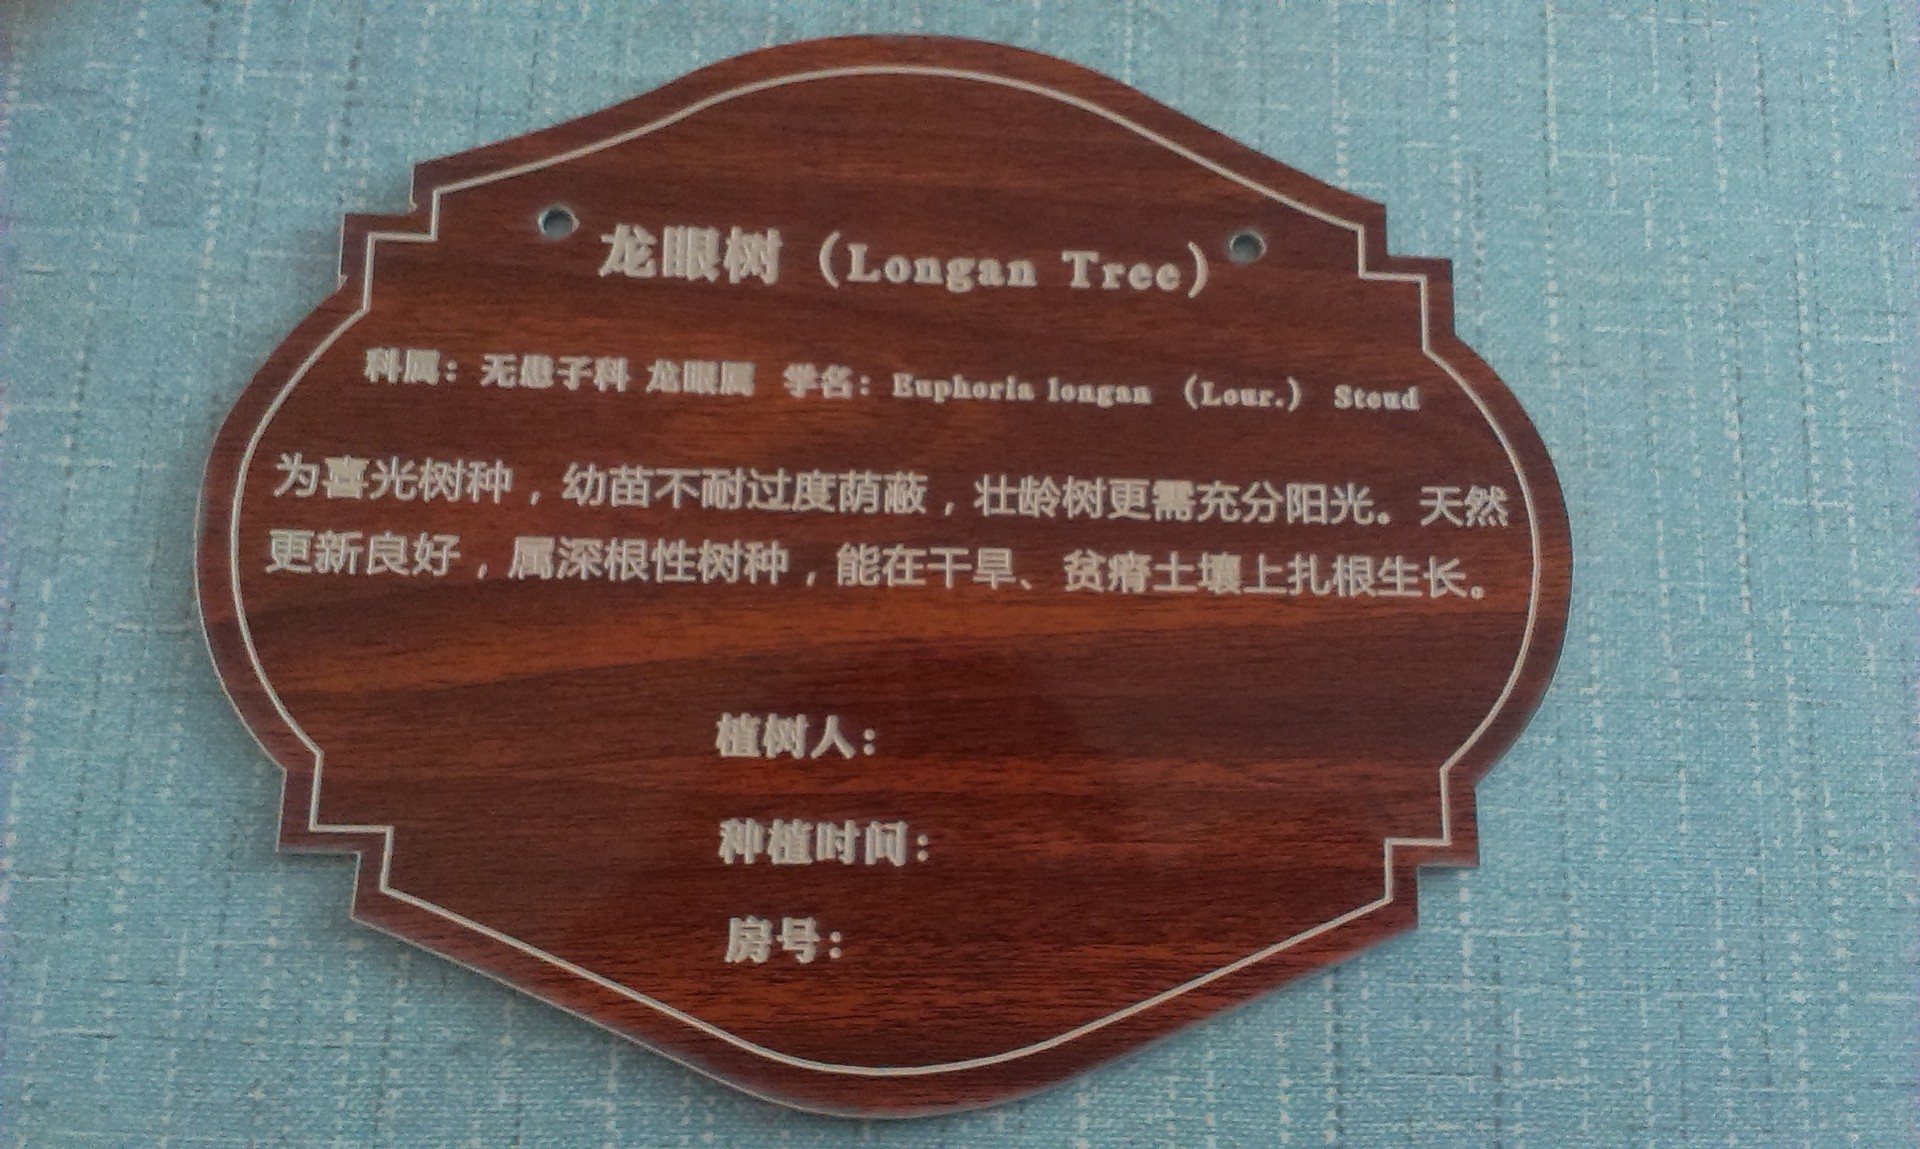 龙眼树（Longan Tree）
科属：无患子科 龙眼属 学名：Euphoria longan （Lour.） Steud
为喜光树种，幼苗不耐过度荫蔽，壮龄树更需充分阳光。天然
更新良好，属深根性树种，能在干旱、贫瘠土壤上扎根生长。
植树人：
种植时间：
房号：